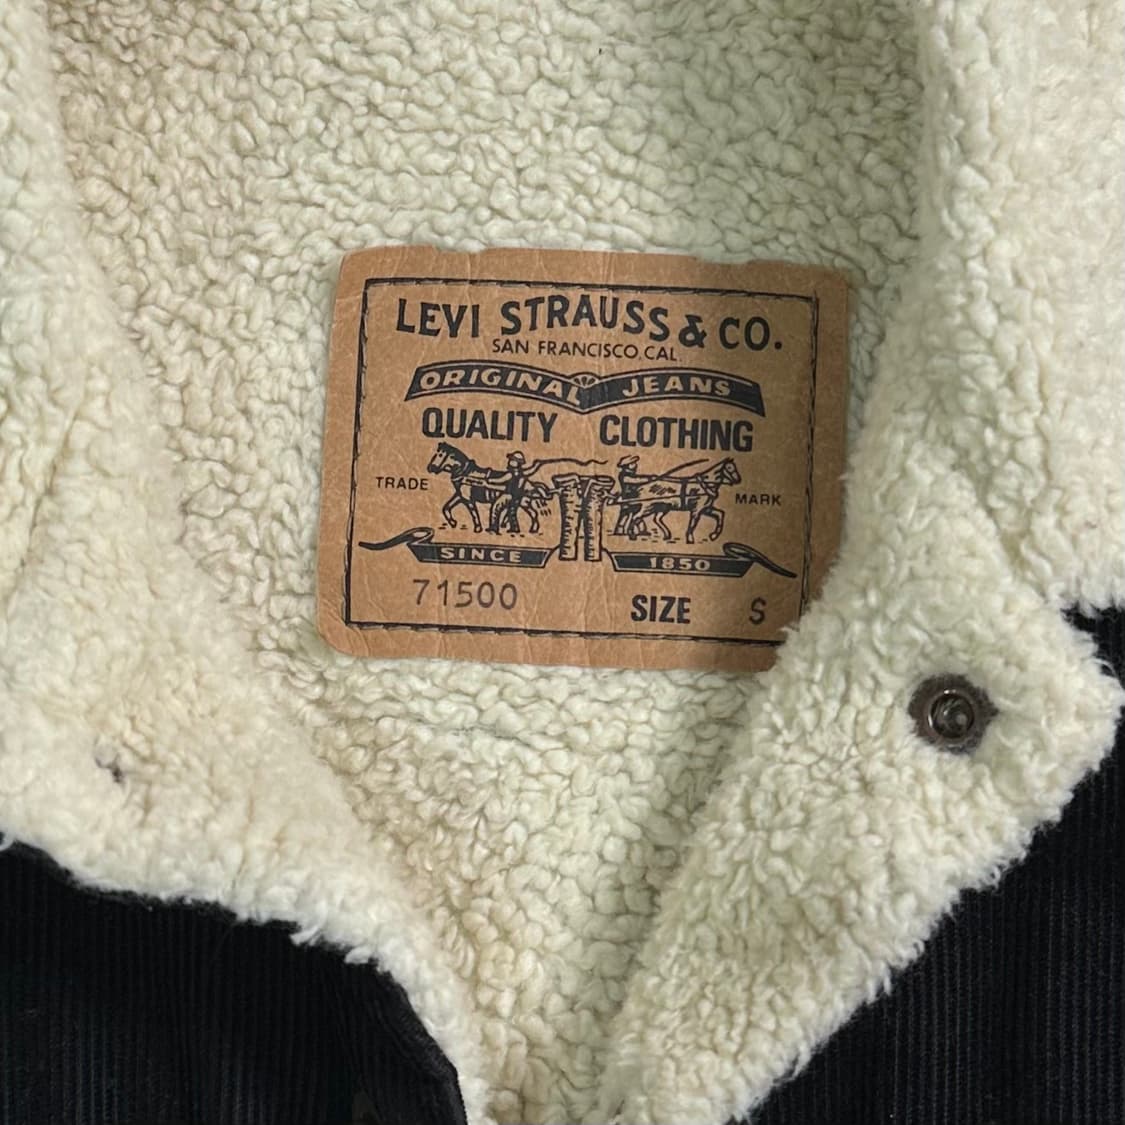 LEVI STRAUSS & CO.
SAN FRANCISCO, CAL.
ORIGINAL JEANS
QUALITY CLOTHING
TRADE MARK
SINCE 1850
71500 SIZE S